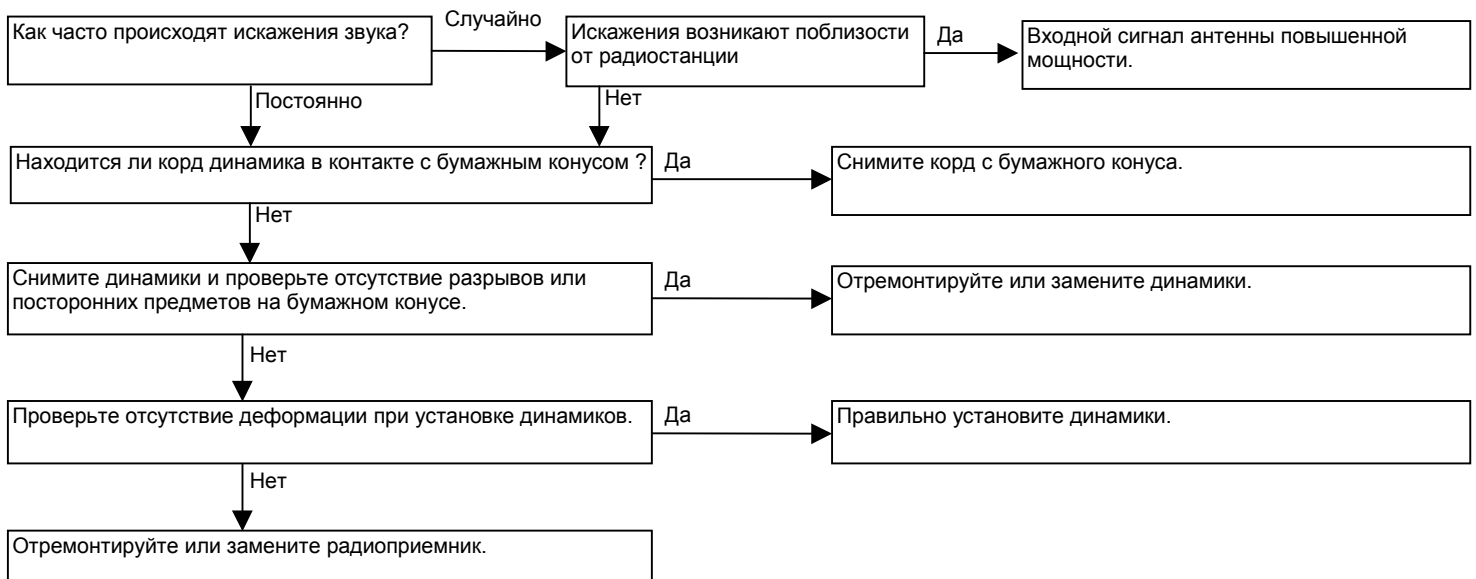 Как часто происходят искажения звука?
Случайно
Искажения возникают поблизости
от радиостанции
Да
Входной сигнал антенны повышенной
мощности.
Постоянно
Нет
Находится ли корд динамика в контакте с бумажным конусом ?
Да
Снимите корд с бумажного конуса.
Нет
Снимите динамики и проверьте отсутствие разрывов или
посторонних предметов на бумажном конусе.
Да
Отремонтируйте или замените динамики.
Нет
Проверьте отсутствие деформации при установке динамиков.
Да
Правильно установите динамики.
Нет
Отремонтируйте или замените радиоприемник.